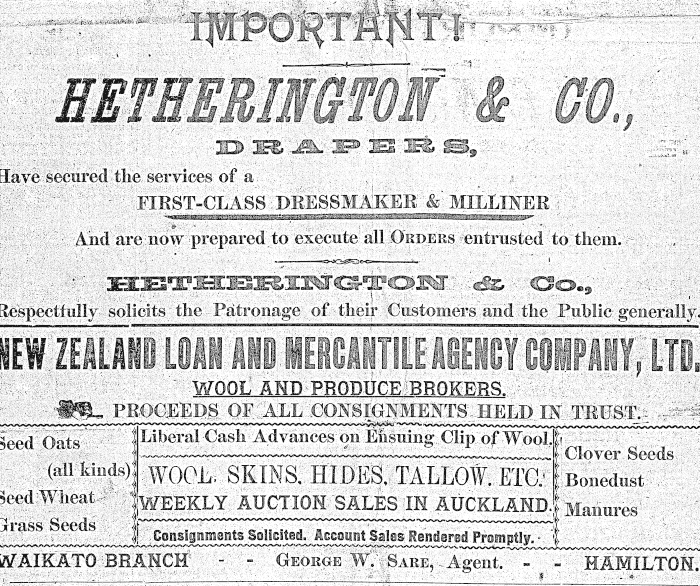 IMPORTANT!
HETHERINGTON & CO.,
DRAPERS,
Have secured the services of a
FIRST-CLASS DRESSMAKER & MILLINER
And are now prepared to execute all ORDERS entrusted to them.
HETHERINGTON & Co.,
Respectfully solicits the Patronage of their Customers and the Public generally.
NEW ZEALAND LOAN AND MERCANTILE AGENCY COMPANY, LTD.
WOOL AND PRODUCE BROKERS.
PROCEEDS OF ALL CONSIGNMENTS HELD IN TRUST.
Seed Oats
(all kinds)
Seed Wheat
Grass Seeds
Liberal Cash Advances on Ensuing Clip of Wool.
WOOL, SKINS, HIDES, TALLOW, ETC.
WEEKLY AUCTION SALES IN AUCKLAND.
Consignments Solicited. Account Sales Rendered Promptly.
Clover Seeds
Bonedust
Manures
WAIKATO BRANCH - - GEORGE W. SARE, Agent. - - HAMILTON.